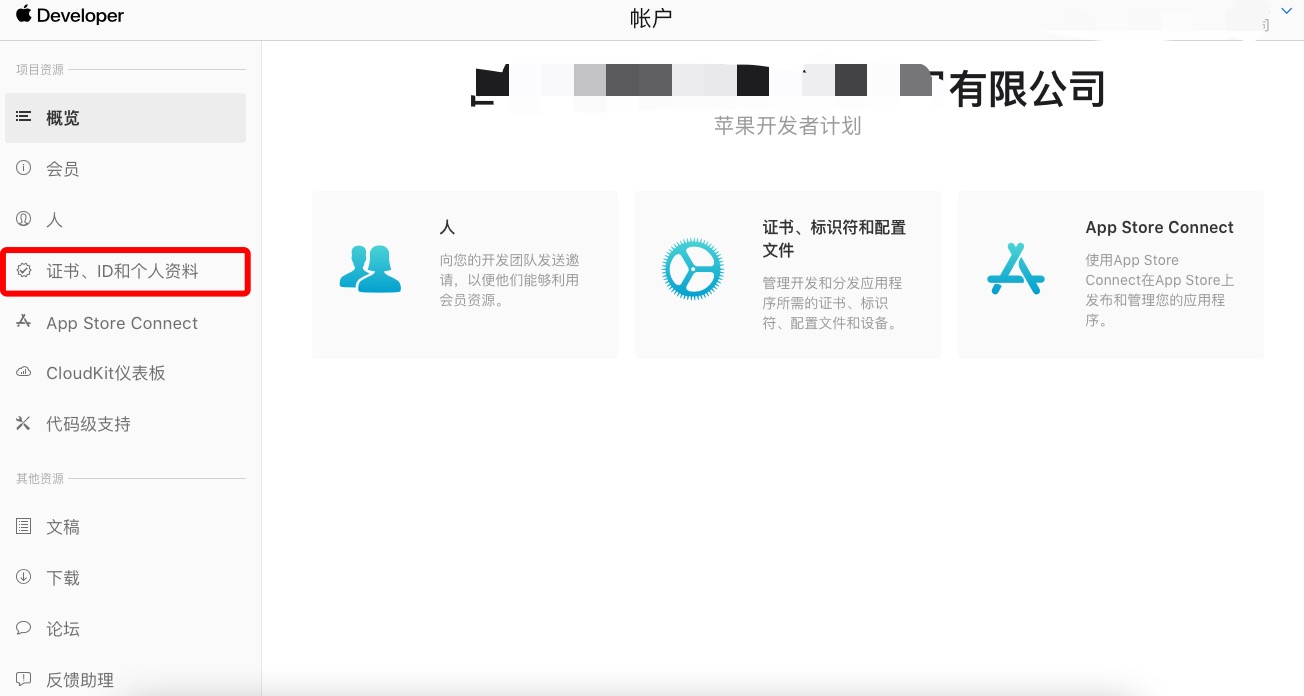 Developer
帐户
司
项目资源
概览
会员
人
证书、ID和个人资料
App Store Connect
CloudKit仪表板
代码级支持
其他资源
文稿
下载
论坛
反馈助理
有限公司
苹果开发者计划
人
向您的开发团队发送邀
请，以便他们能够利用
会员资源。
证书、标识符和配置
文件
管理开发和分发应用程
序所需的证书、标识
符、配置文件和设备。
App Store Connect
使用App Store
Connect在App Store上
发布和管理您的应用程
序。